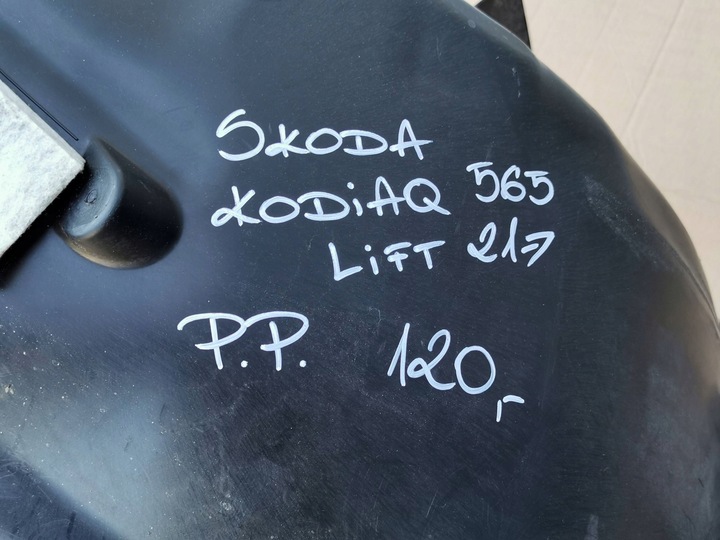 SKODA
KODiAQ 565
LiFT 21→
P.P. 120,-